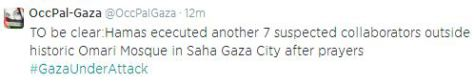 OccPal-Gaza @OccPalGaza · 12m
TO be clear:Hamas ececuted another 7 suspected collaborators outside
historic Omari Mosque in Saha Gaza City after prayers
#GazaUnderAttack